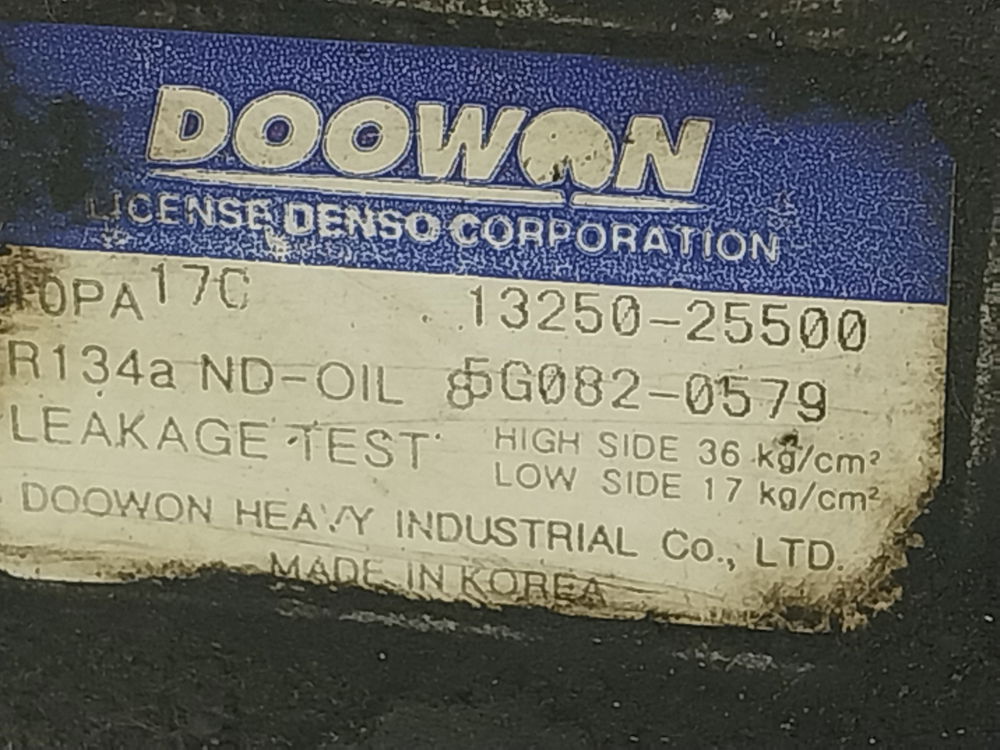 DOOWON
LICENSE DENSO CORPORATION
10PA17C 13250-25500
R134a ND-OIL 8 5G082-0579
LEAKAGE TEST HIGH SIDE 36 kg/cm²
LOW SIDE 17 kg/cm²
DOOWON HEAVY INDUSTRIAL Co., LTD.
MADE IN KOREA